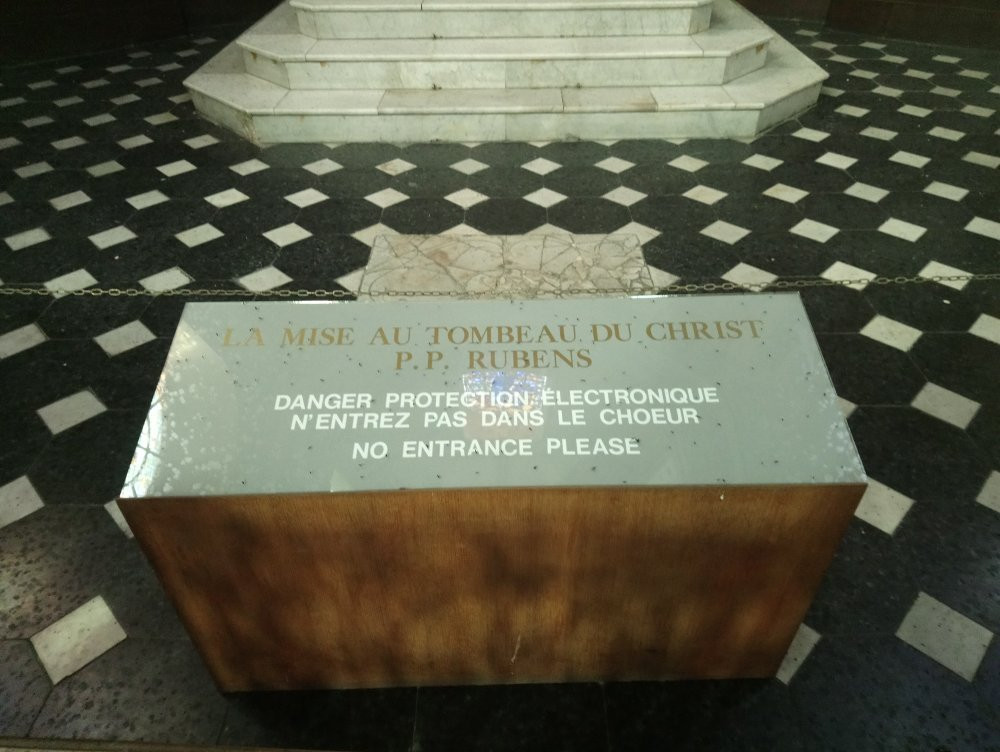 LA MISE AU TOMBEAU DU CHRIST
P.P. RUBENS
DANGER PROTECTION ÉLECTRONIQUE
N'ENTREZ PAS DANS LE CHOEUR
NO ENTRANCE PLEASE